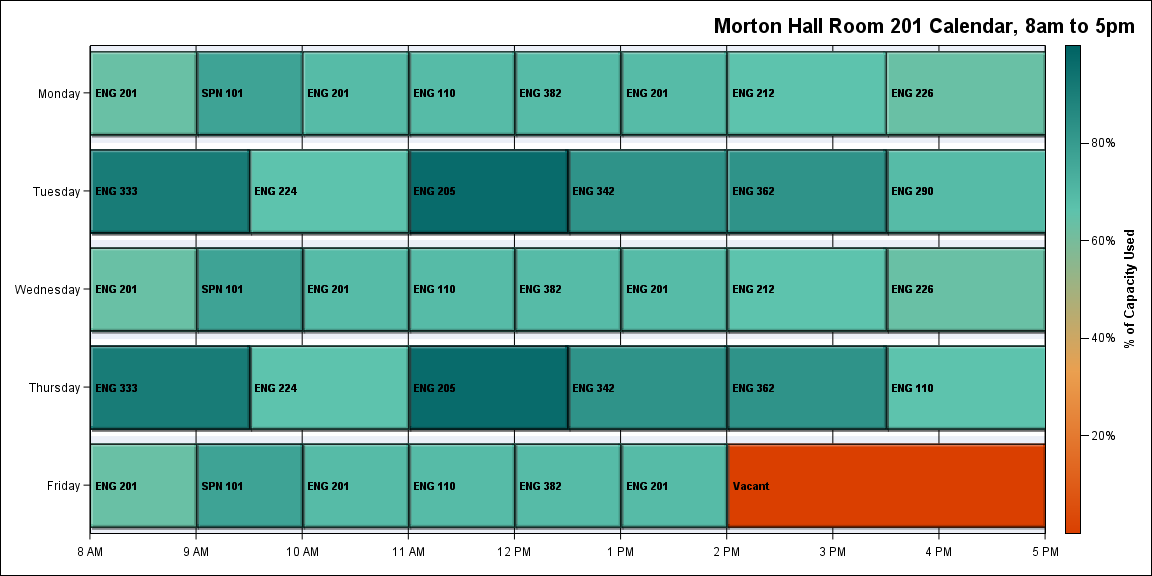 Morton Hall Room 201 Calendar, 8am to 5pm
Monday
ENG 201
SPN 101
ENG 201
ENG 110
ENG 382
ENG 201
ENG 212
ENG 226
Tuesday
ENG 333
ENG 224
ENG 205
ENG 342
ENG 362
ENG 290
Wednesday
ENG 201
SPN 101
ENG 201
ENG 110
ENG 382
ENG 201
ENG 212
ENG 226
Thursday
ENG 333
ENG 224
ENG 205
ENG 342
ENG 362
ENG 110
Friday
ENG 201
SPN 101
ENG 201
ENG 110
ENG 382
ENG 201
Vacant
8 AM
9 AM
10 AM
11 AM
12 PM
1 PM
2 PM
3 PM
4 PM
5 PM
80%
60%
40%
20%
% of Capacity Used